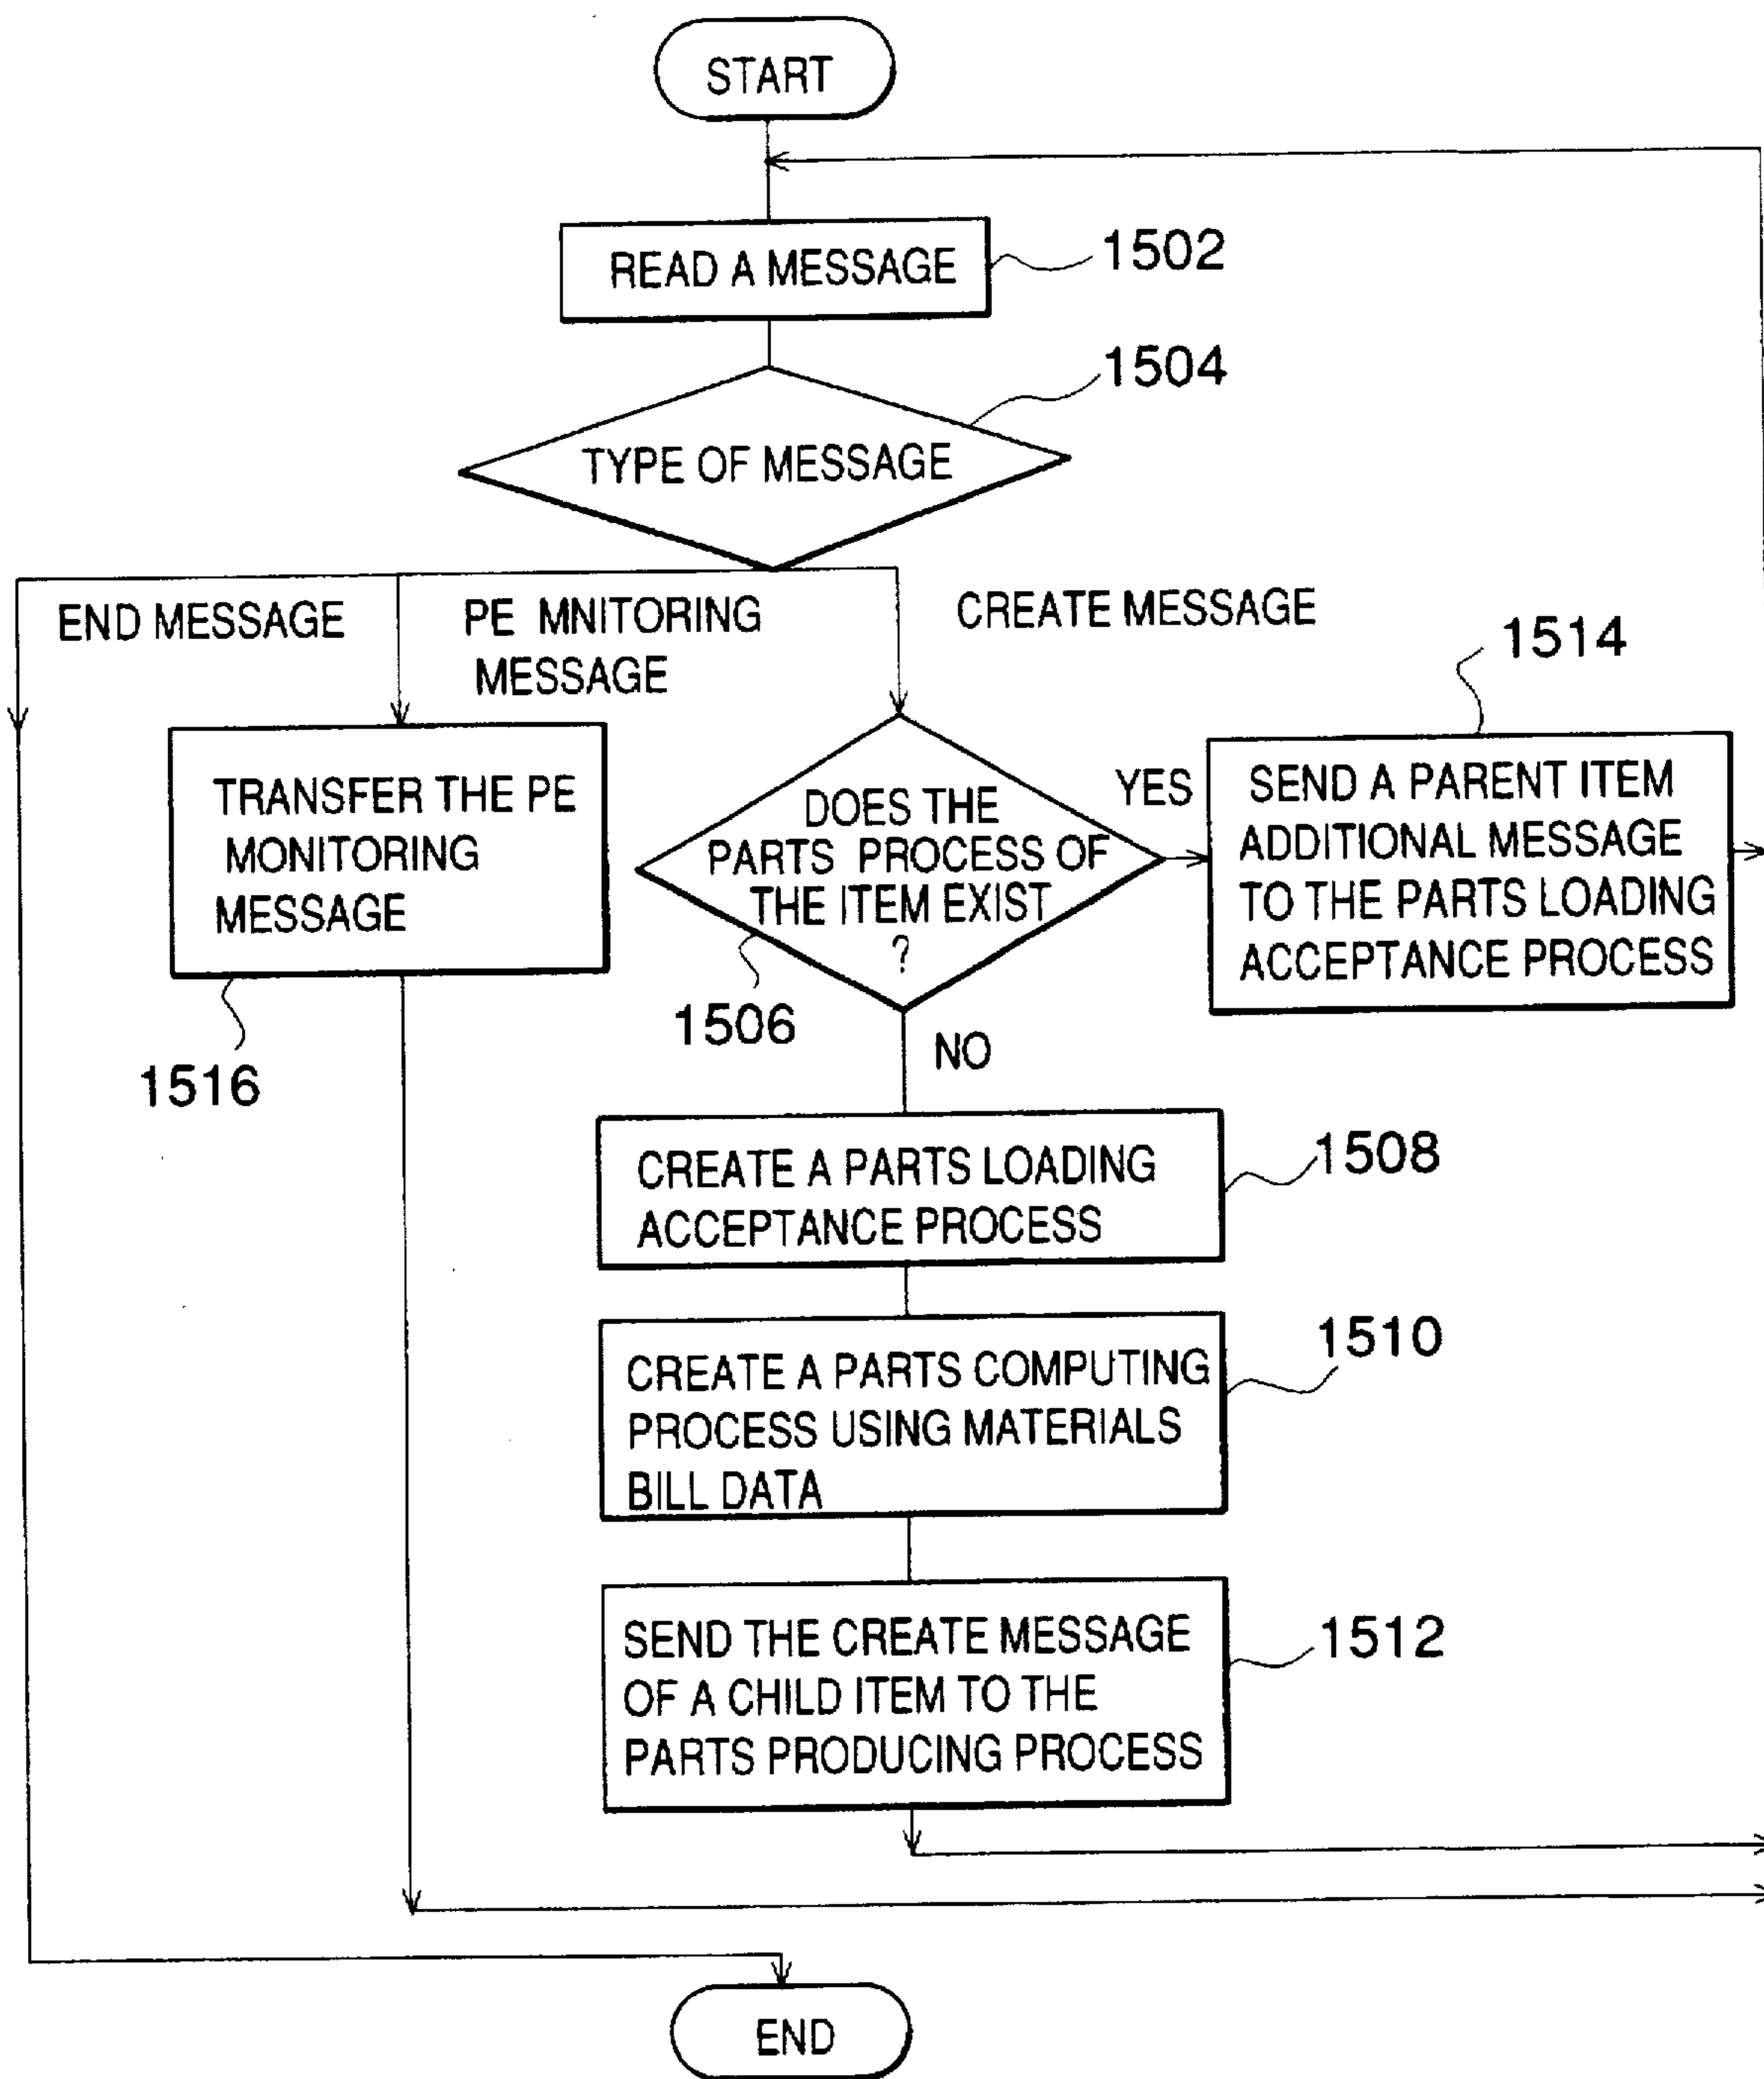 START
READ A MESSAGE
1502
1504
TYPE OF MESSAGE
END MESSAGE
PE MNITORING
MESSAGE
CREATE MESSAGE
1514
TRANSFER THE PE
MONITORING
MESSAGE
1516
DOES THE
PARTS PROCESS OF
THE ITEM EXIST
?
1506
YES
SEND A PARENT ITEM
ADDITIONAL MESSAGE
TO THE PARTS LOADING
ACCEPTANCE PROCESS
NO
CREATE A PARTS LOADING
ACCEPTANCE PROCESS
1508
CREATE A PARTS COMPUTING
PROCESS USING MATERIALS
BILL DATA
1510
SEND THE CREATE MESSAGE
OF A CHILD ITEM TO THE
PARTS PRODUCING PROCESS
1512
END